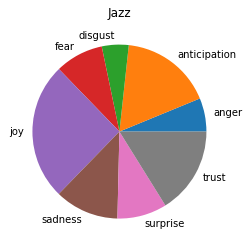 Jazz
disgust
fear
anticipation
joy
anger
trust
sadness
surprise